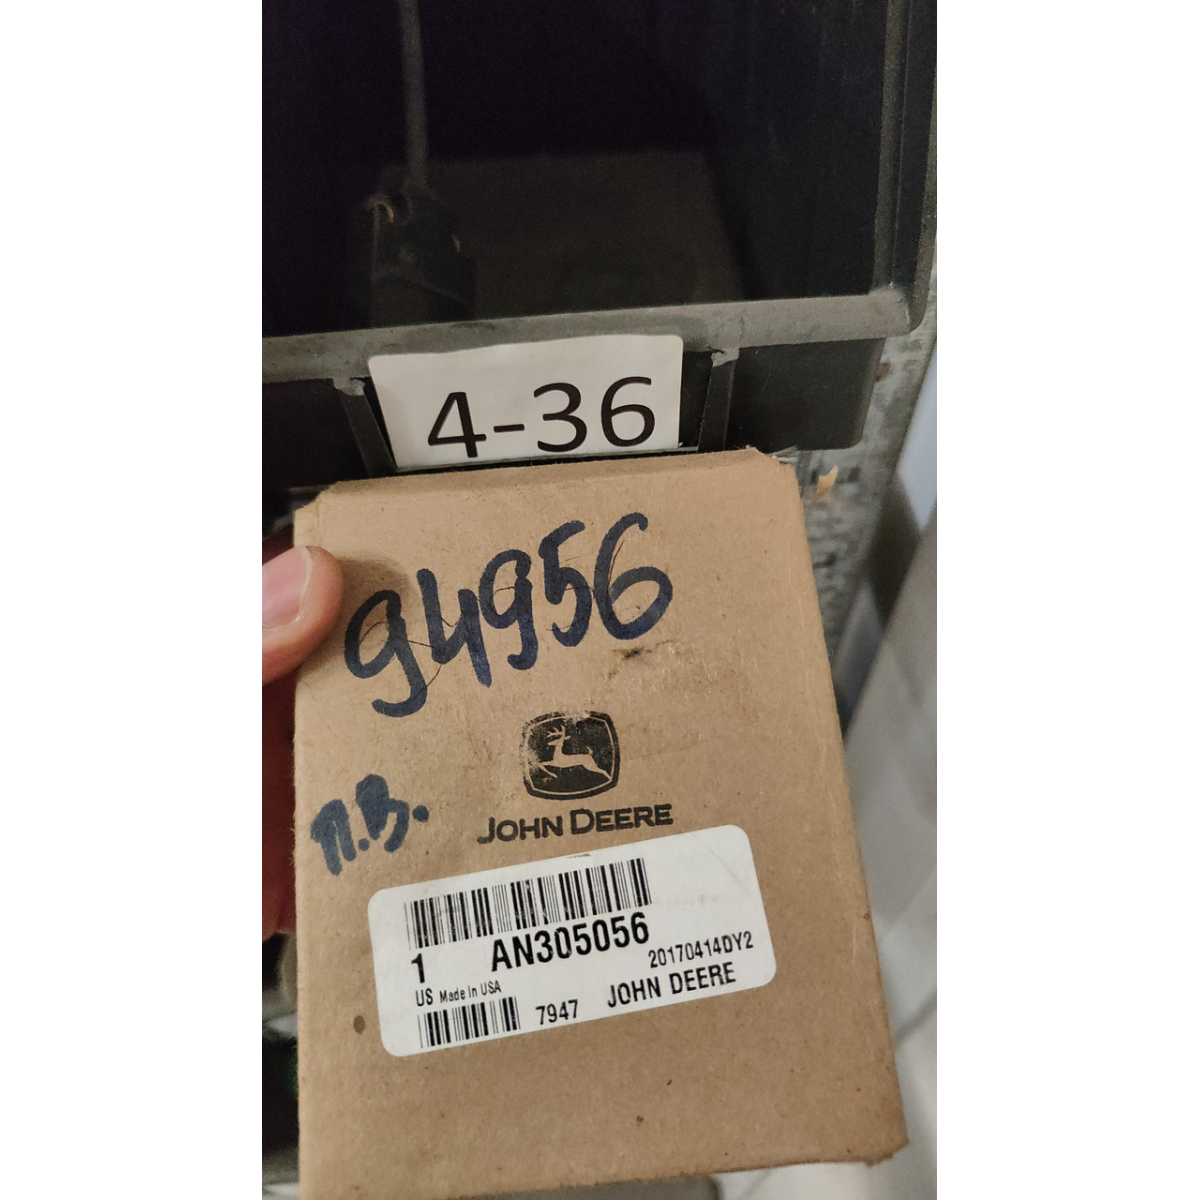 4-36
94956
JOHN DEERE
П.В.
1 AN305056
20170414DY2
US Made in USA
7947 JOHN DEERE